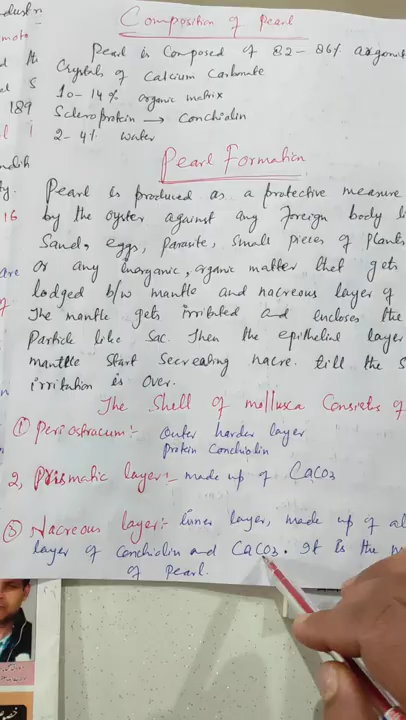 Composition of Pearl
Pearl is Composed of 82-86%
Crystals of Calcium Carbonate
10-14% organic matrix
Scleroprotein → Conchiolin
2-4% water
Pearl Formation
Pearl is produced as a protective measure
by the oyster against any Foreign body
Sand, eggs, Parasite, Small pieces of plants
or any inorganic, organic matter that gets
lodged b/w mantle and nacreous layer of
The mantle gets irritated and encloses the
Particle like Sac. Then the epithelial layer
mantle Start Secreating nacre. till the
irritation is over.
The Shell of mollusca Consists of
① Periostracum:- Outer harder layer
protein Conchiolin
2, Prismatic layer:- made up of CaCO3
③ Nacreous layer:- Inner layer, made up of
layer of Conchiolin and CaCO3. It is the
of pearl.